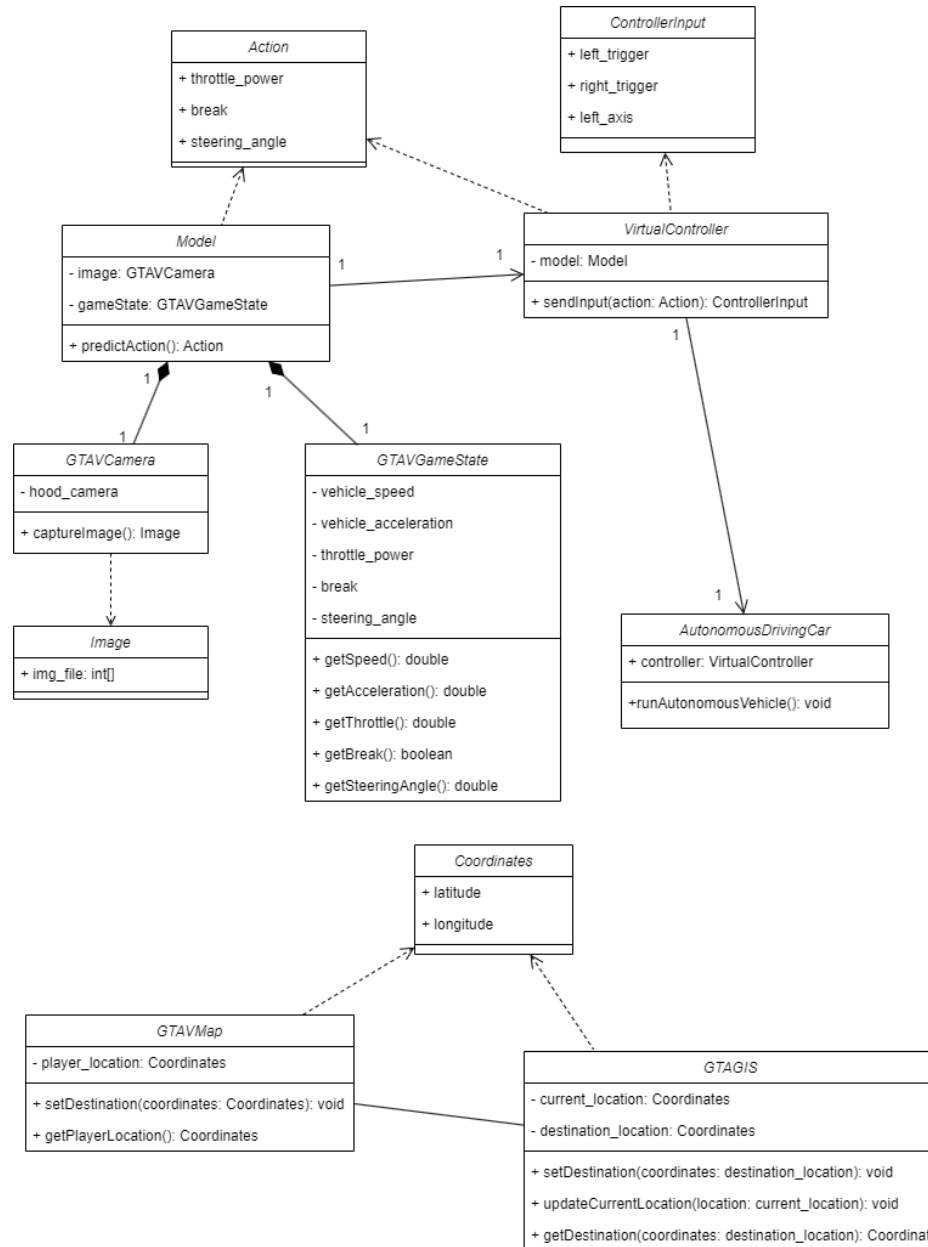 Action
+ throttle_power
+ break
+ steering_angle
ControllerInput
+ left_trigger
+ right_trigger
+ left_axis
Model
- image: GTAVCamera
- gameState: GTAVGameState
+ predictAction(): Action
1
1
VirtualController
- model: Model
+ sendInput(action: Action): ControllerInput
1
1
1
1
1
1
GTAVCamera
- hood_camera
+ captureImage(): Image
Image
+ img_file: int[]
GTAVGameState
- vehicle_speed
- vehicle_acceleration
- throttle_power
- break
- steering_angle
+ getSpeed(): double
+ getAcceleration(): double
+ getThrottle(): double
+ getBreak(): boolean
+ getSteeringAngle(): double
AutonomousDrivingCar
+ controller: VirtualController
+runAutonomousVehicle(): void
Coordinates
+ latitude
+ longitude
GTAVMap
- player_location: Coordinates
+ setDestination(coordinates: Coordinates): void
+ getPlayerLocation(): Coordinates
GTAGIS
- current_location: Coordinates
- destination_location: Coordinates
+ setDestination(coordinates: destination_location): void
+ updateCurrentLocation(location: current_location): void
+ getDestination(coordinates: destination_location): Coordinat